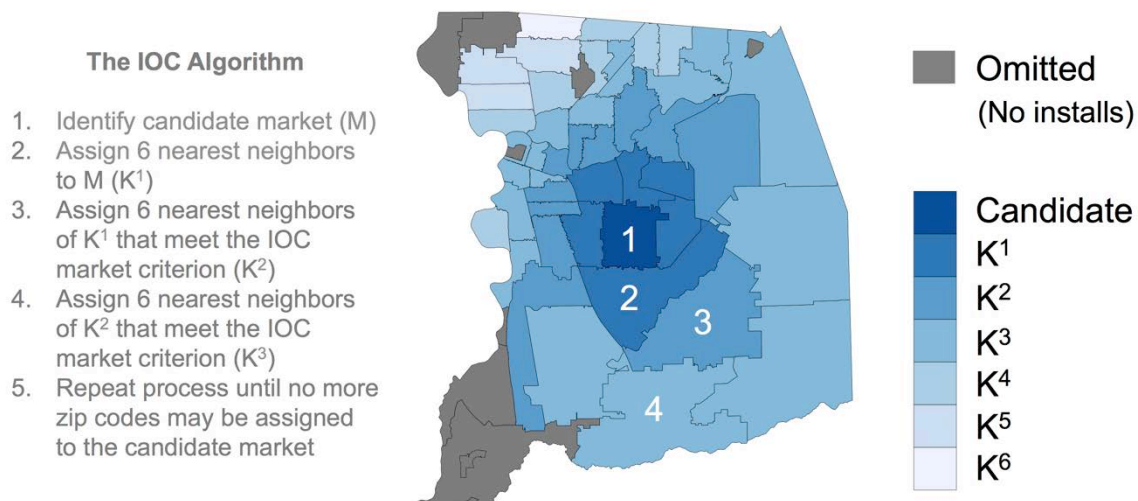 The IOC Algorithm
1. Identify candidate market (M)
2. Assign 6 nearest neighbors
to M (K¹)
3. Assign 6 nearest neighbors
of K¹ that meet the IOC
market criterion (K²)
4. Assign 6 nearest neighbors
of K² that meet the IOC
market criterion (K³)
5. Repeat process until no more
zip codes may be assigned
to the candidate market
1
2
3
4
Omitted
(No installs)
Candidate
K¹
K²
K³
K⁴
K⁵
K⁶